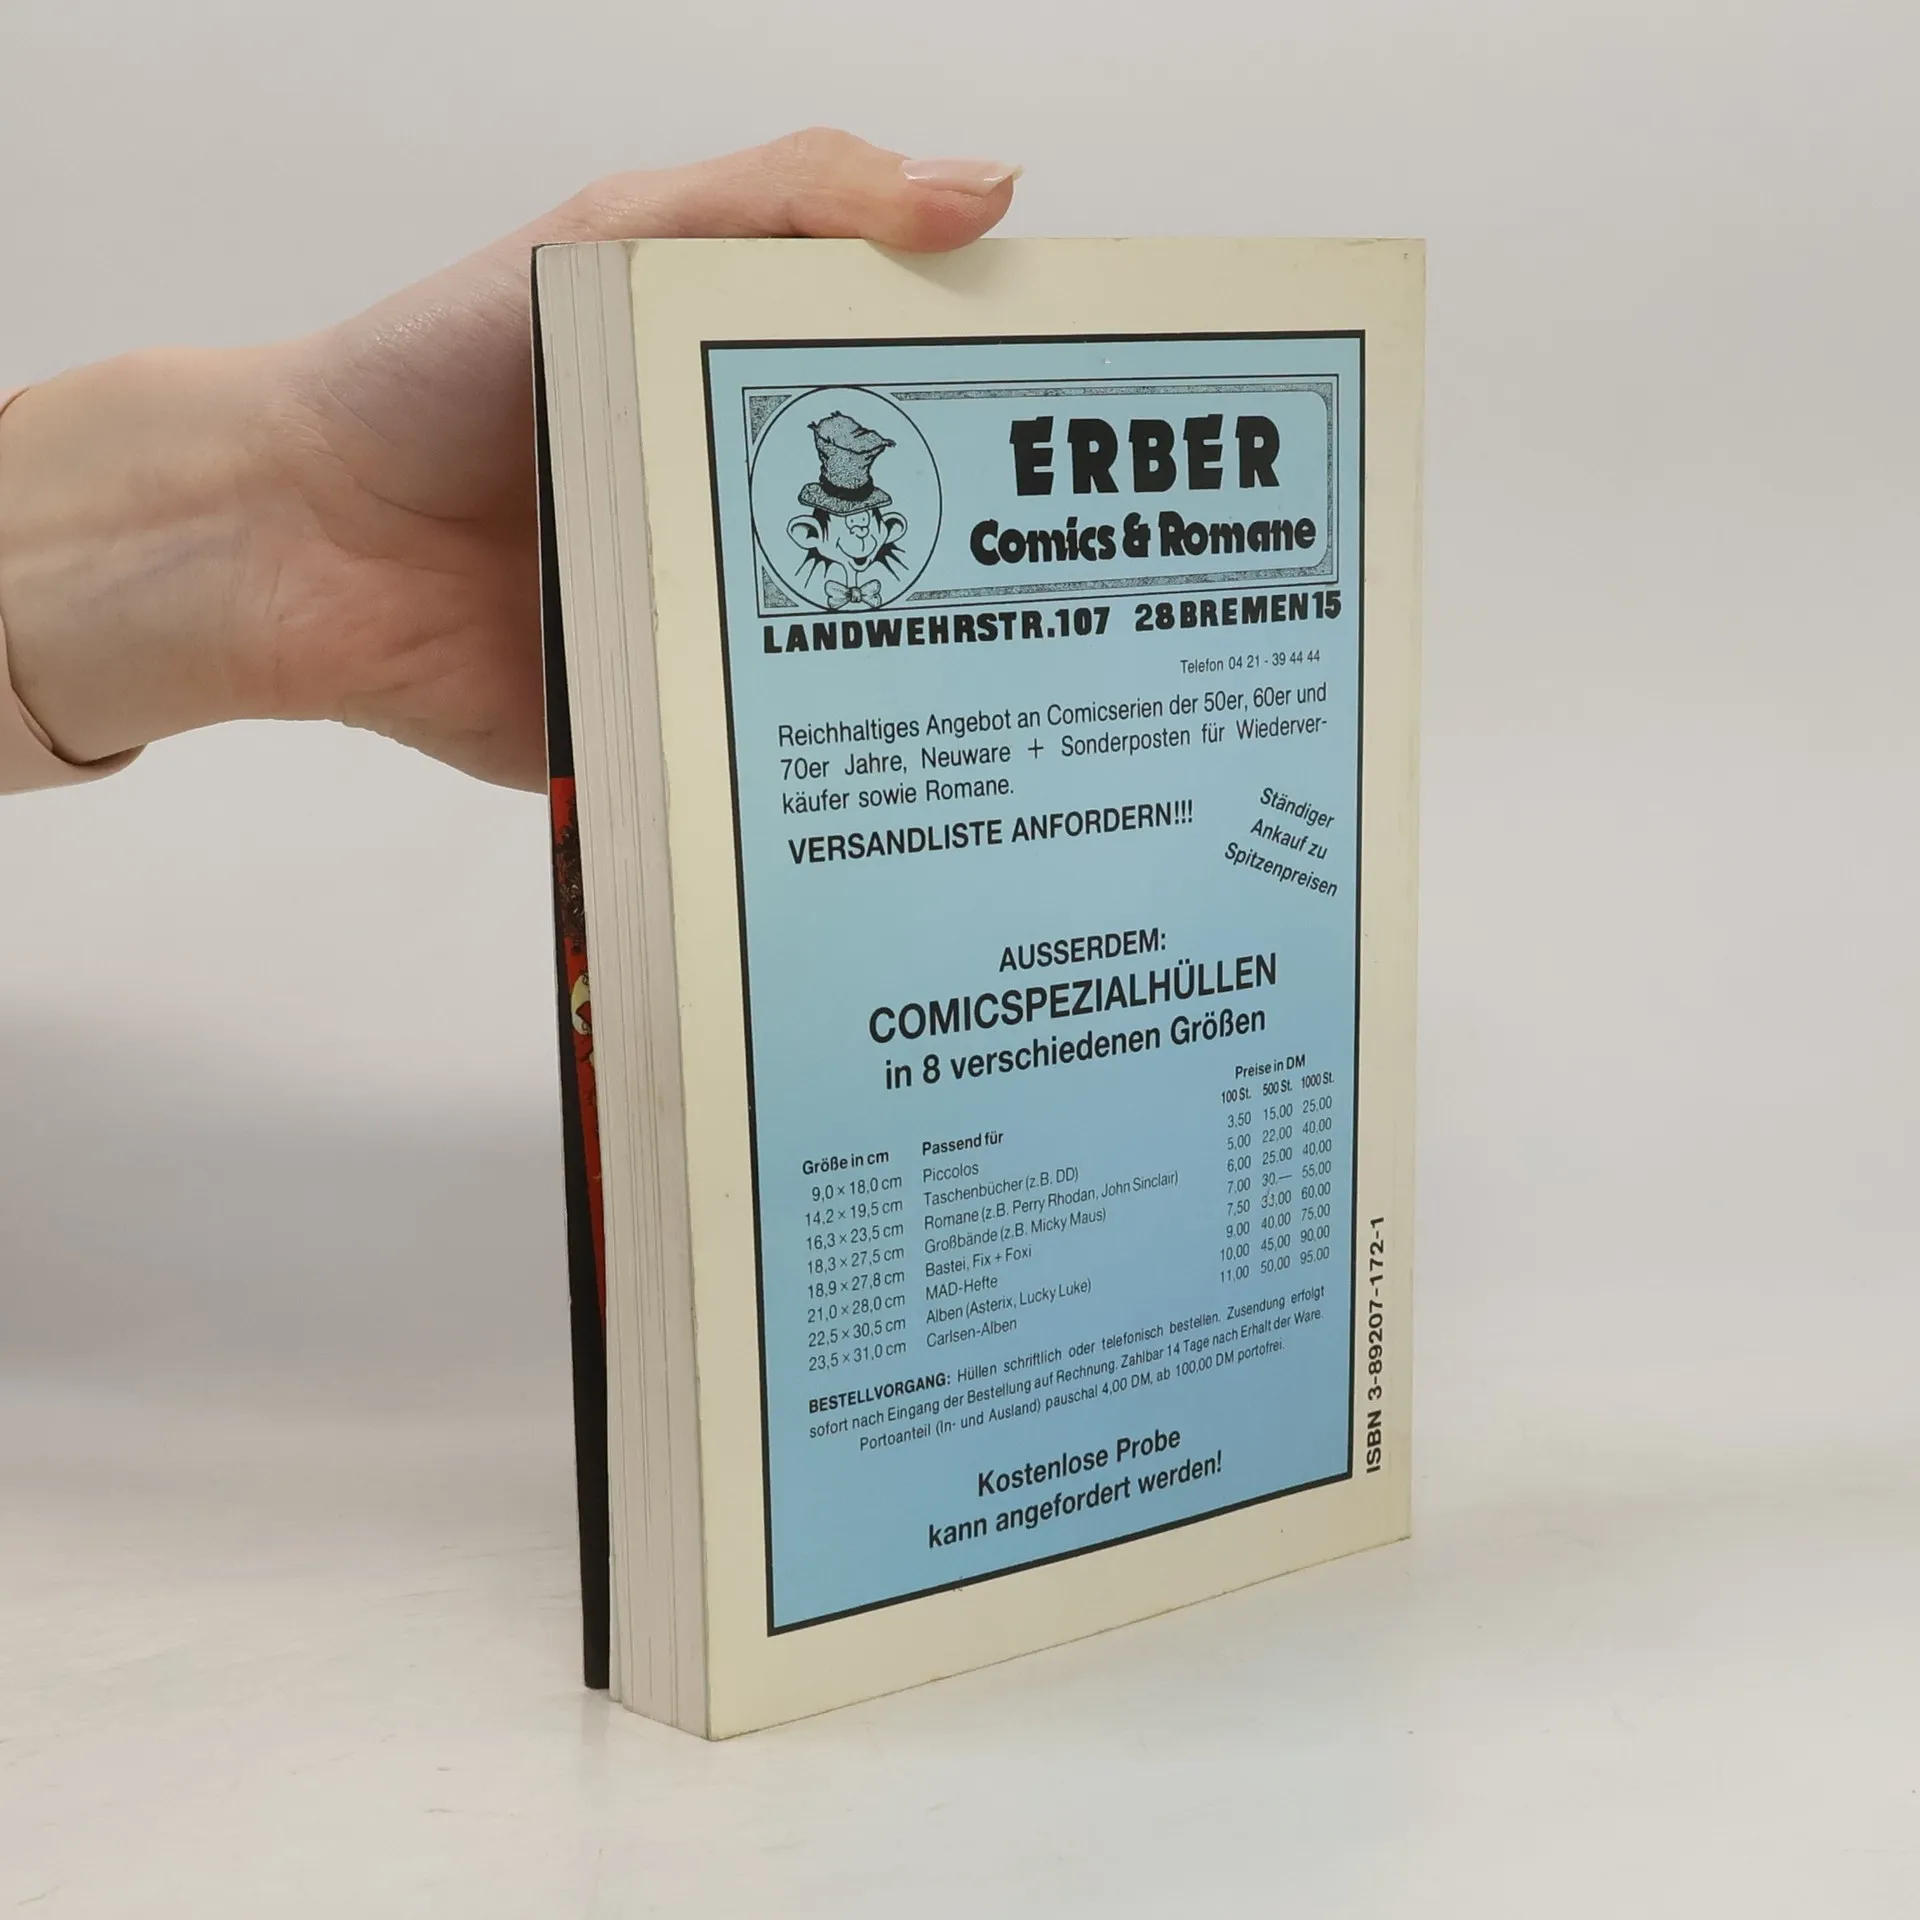 ERBER
Comics & Romane
LANDWEHRSTR.107 28 BREMEN 15
Telefon 04 21 - 39 44 44
Reichhaltiges Angebot an Comicserien der 50er, 60er und
70er Jahre, Neuware + Sonderposten für Wiederver-
käufer sowie Romane.
VERSANDLISTE ANFORDERN!!!
Ständiger
Ankauf zu
Spitzenpreisen
AUSSERDEM:
COMICSPEZIALHÜLLEN
in 8 verschiedenen Größen
Preise in DM
Größe in cm Passend für 100 St. 500 St. 1000 St.
9,0 × 18,0 cm Piccolos 3,50 15,00 25,00
14,2 × 19,5 cm Taschenbücher (z.B. DD) 5,00 22,00 40,00
16,3 × 23,5 cm Romane (z.B. Perry Rhodan, John Sinclair) 6,00 25,00 40,00
18,3 × 27,5 cm Großbände (z.B. Micky Maus) 7,00 30,— 55,00
18,9 × 27,8 cm Bastei, Fix + Foxi 7,50 33,00 60,00
21,0 × 28,0 cm MAD-Hefte 9,00 40,00 75,00
22,5 × 30,5 cm Alben (Asterix, Lucky Luke) 10,00 45,00 90,00
23,5 × 31,0 cm Carlsen-Alben 11,00 50,00 95,00
BESTELLVORGANG: Hüllen schriftlich oder telefonisch bestellen. Zusendung erfolgt
sofort nach Eingang der Bestellung auf Rechnung. Zahlbar 14 Tage nach Erhalt der Ware.
Portoanteil (In- und Ausland) pauschal 4,00 DM, ab 100,00 DM portofrei.
Kostenlose Probe
kann angefordert werden!
ISBN 3-89207-172-1